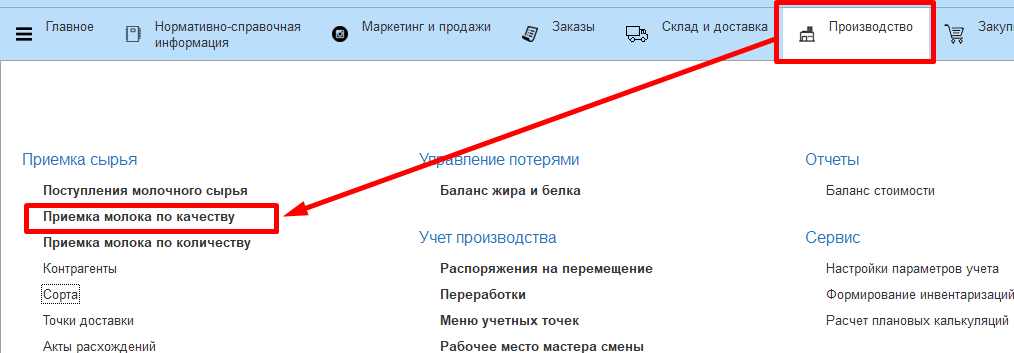 Главное
Нормативно-справочная
информация
Маркетинг и продажи
Заказы
Склад и доставка
Производство
Закуп
Приемка сырья
Поступления молочного сырья
Приемка молока по качеству
Приемка молока по количеству
Контрагенты
Сорта
Точки доставки
Акты расхождений
Управление потерями
Баланс жира и белка
Учет производства
Распоряжения на перемещение
Переработки
Меню учетных точек
Рабочее место мастера смены
Отчеты
Баланс стоимости
Сервис
Настройки параметров учета
Формирование инвентаризаций
Расчет плановых калькуляций